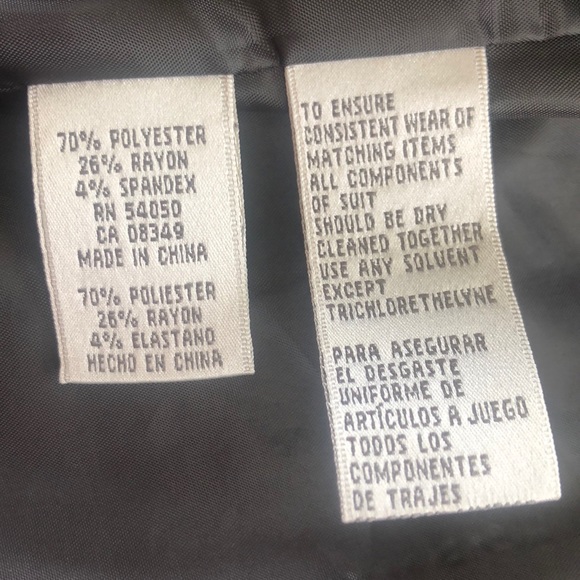 70% POLYESTER
26% RAYON
4% SPANDEX
RN 54050
CA 08349
MADE IN CHINA
70% POLIESTER
26% RAYON
4% ELASTANO
HECHO EN CHINA
TO ENSURE
CONSISTENT WEAR OF
MATCHING ITEMS
ALL COMPONENTS
OF SUIT
SHOULD BE DRY
CLEANED TOGETHER
USE ANY SOLVENT
EXCEPT
TRICHLORETHELYNE
PARA ASEGURAR
EL DESGASTE
UNIFORME DE
ARTÍCULOS A JUEGO
TODOS LOS
COMPONENTES
DE TRAJES